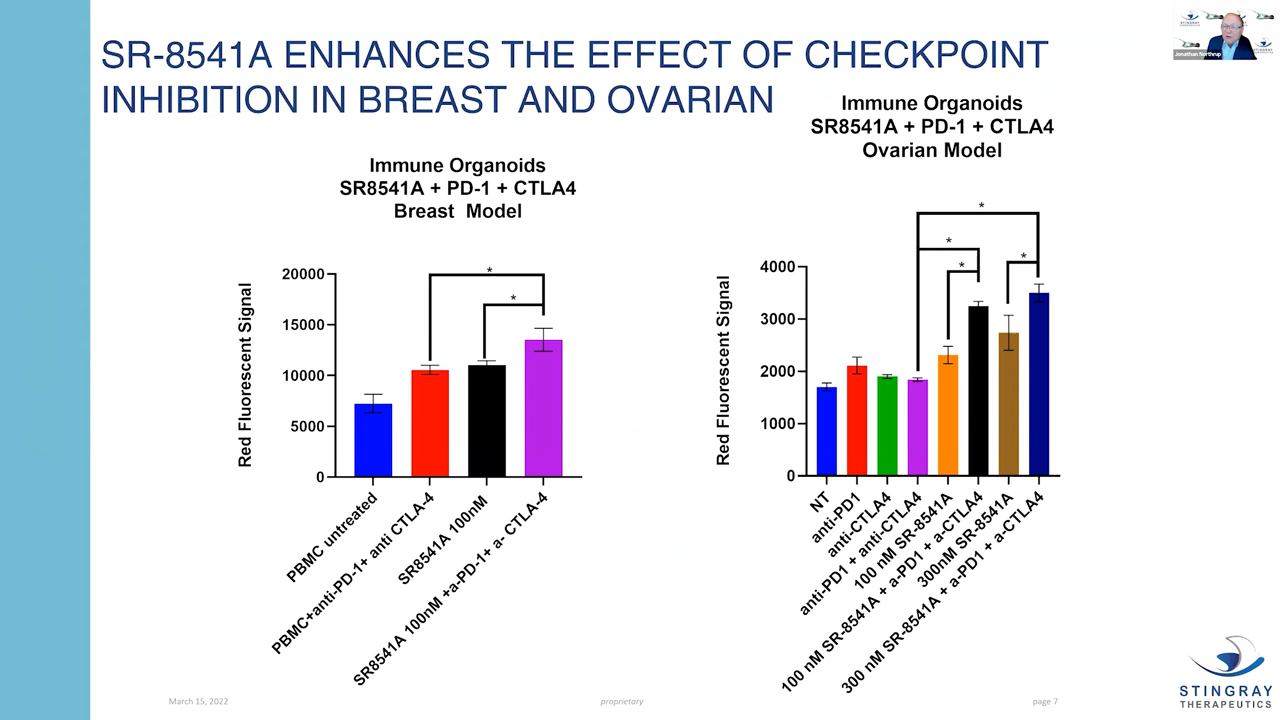 SR-8541A ENHANCES THE EFFECT OF CHECKPOINT
INHIBITION IN BREAST AND OVARIAN
Jonathan Northrup
Immune Organoids
SR8541A + PD-1 + CTLA4
Breast Model
Red Fluorescent Signal
20000
15000
10000
5000
0
*
*
PBMC untreated
PBMC+anti-PD-1+ anti CTLA-4
SR8541A 100nM
SR8541A 100nM +a-PD-1+ a- CTLA-4
Immune Organoids
SR8541A + PD-1 + CTLA4
Ovarian Model
Red Fluorescent Signal
4000
3000
2000
1000
0
*
*
*
*
NT
anti-PD1
anti-CTLA4
anti-PD1 + anti-CTLA4
100 nM SR-8541A
100 nM SR-8541A + a-PD1 + a-CTLA4
300nM SR-8541A
300 nM SR-8541A + a-PD1 + a-CTLA4
March 15, 2022
proprietary
page 7
STINGRAY
THERAPEUTICS